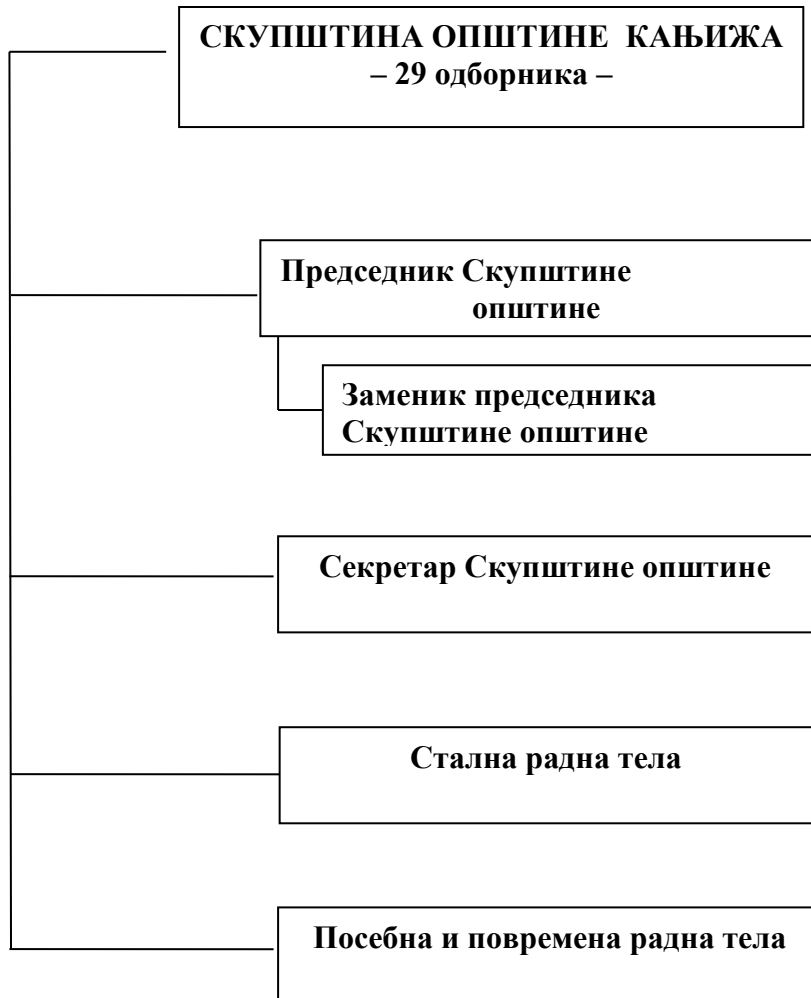 СКУПШТИНА ОПШТИНЕ КАЊИЖА
– 29 одборника –
Председник Скупштине
општине
Заменик председника
Скупштине општине
Секретар Скупштине општине
Стална радна тела
Посебна и повремена радна тела